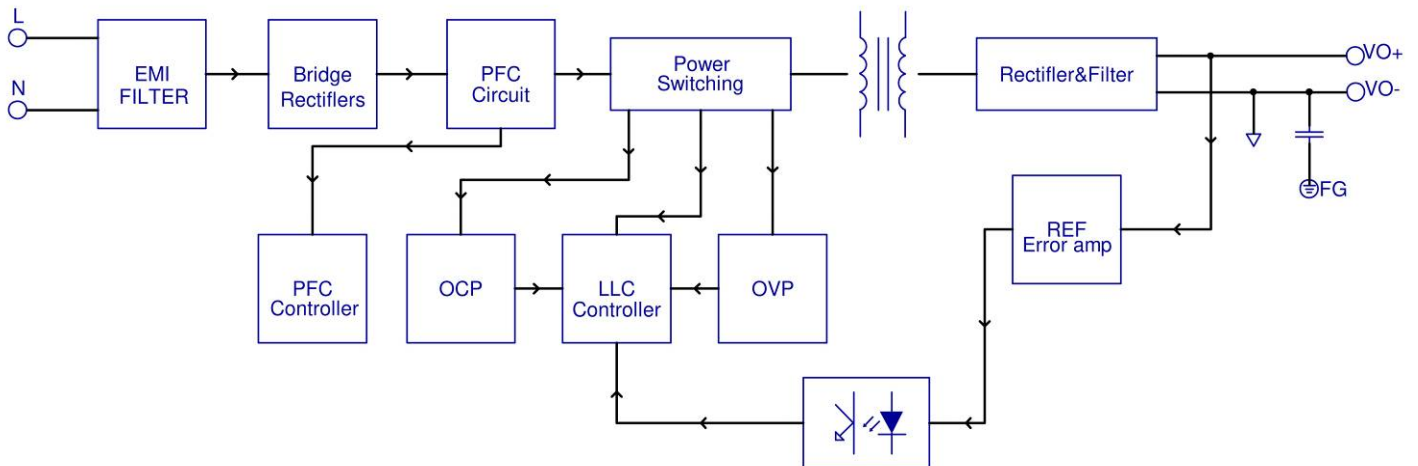 L
N
EMI
FILTER
Bridge
Rectiflers
PFC
Circuit
Power
Switching
Rectifler&Filter
VO+
VO-
FG
REF
Error amp
PFC
Controller
OCP
LLC
Controller
OVP